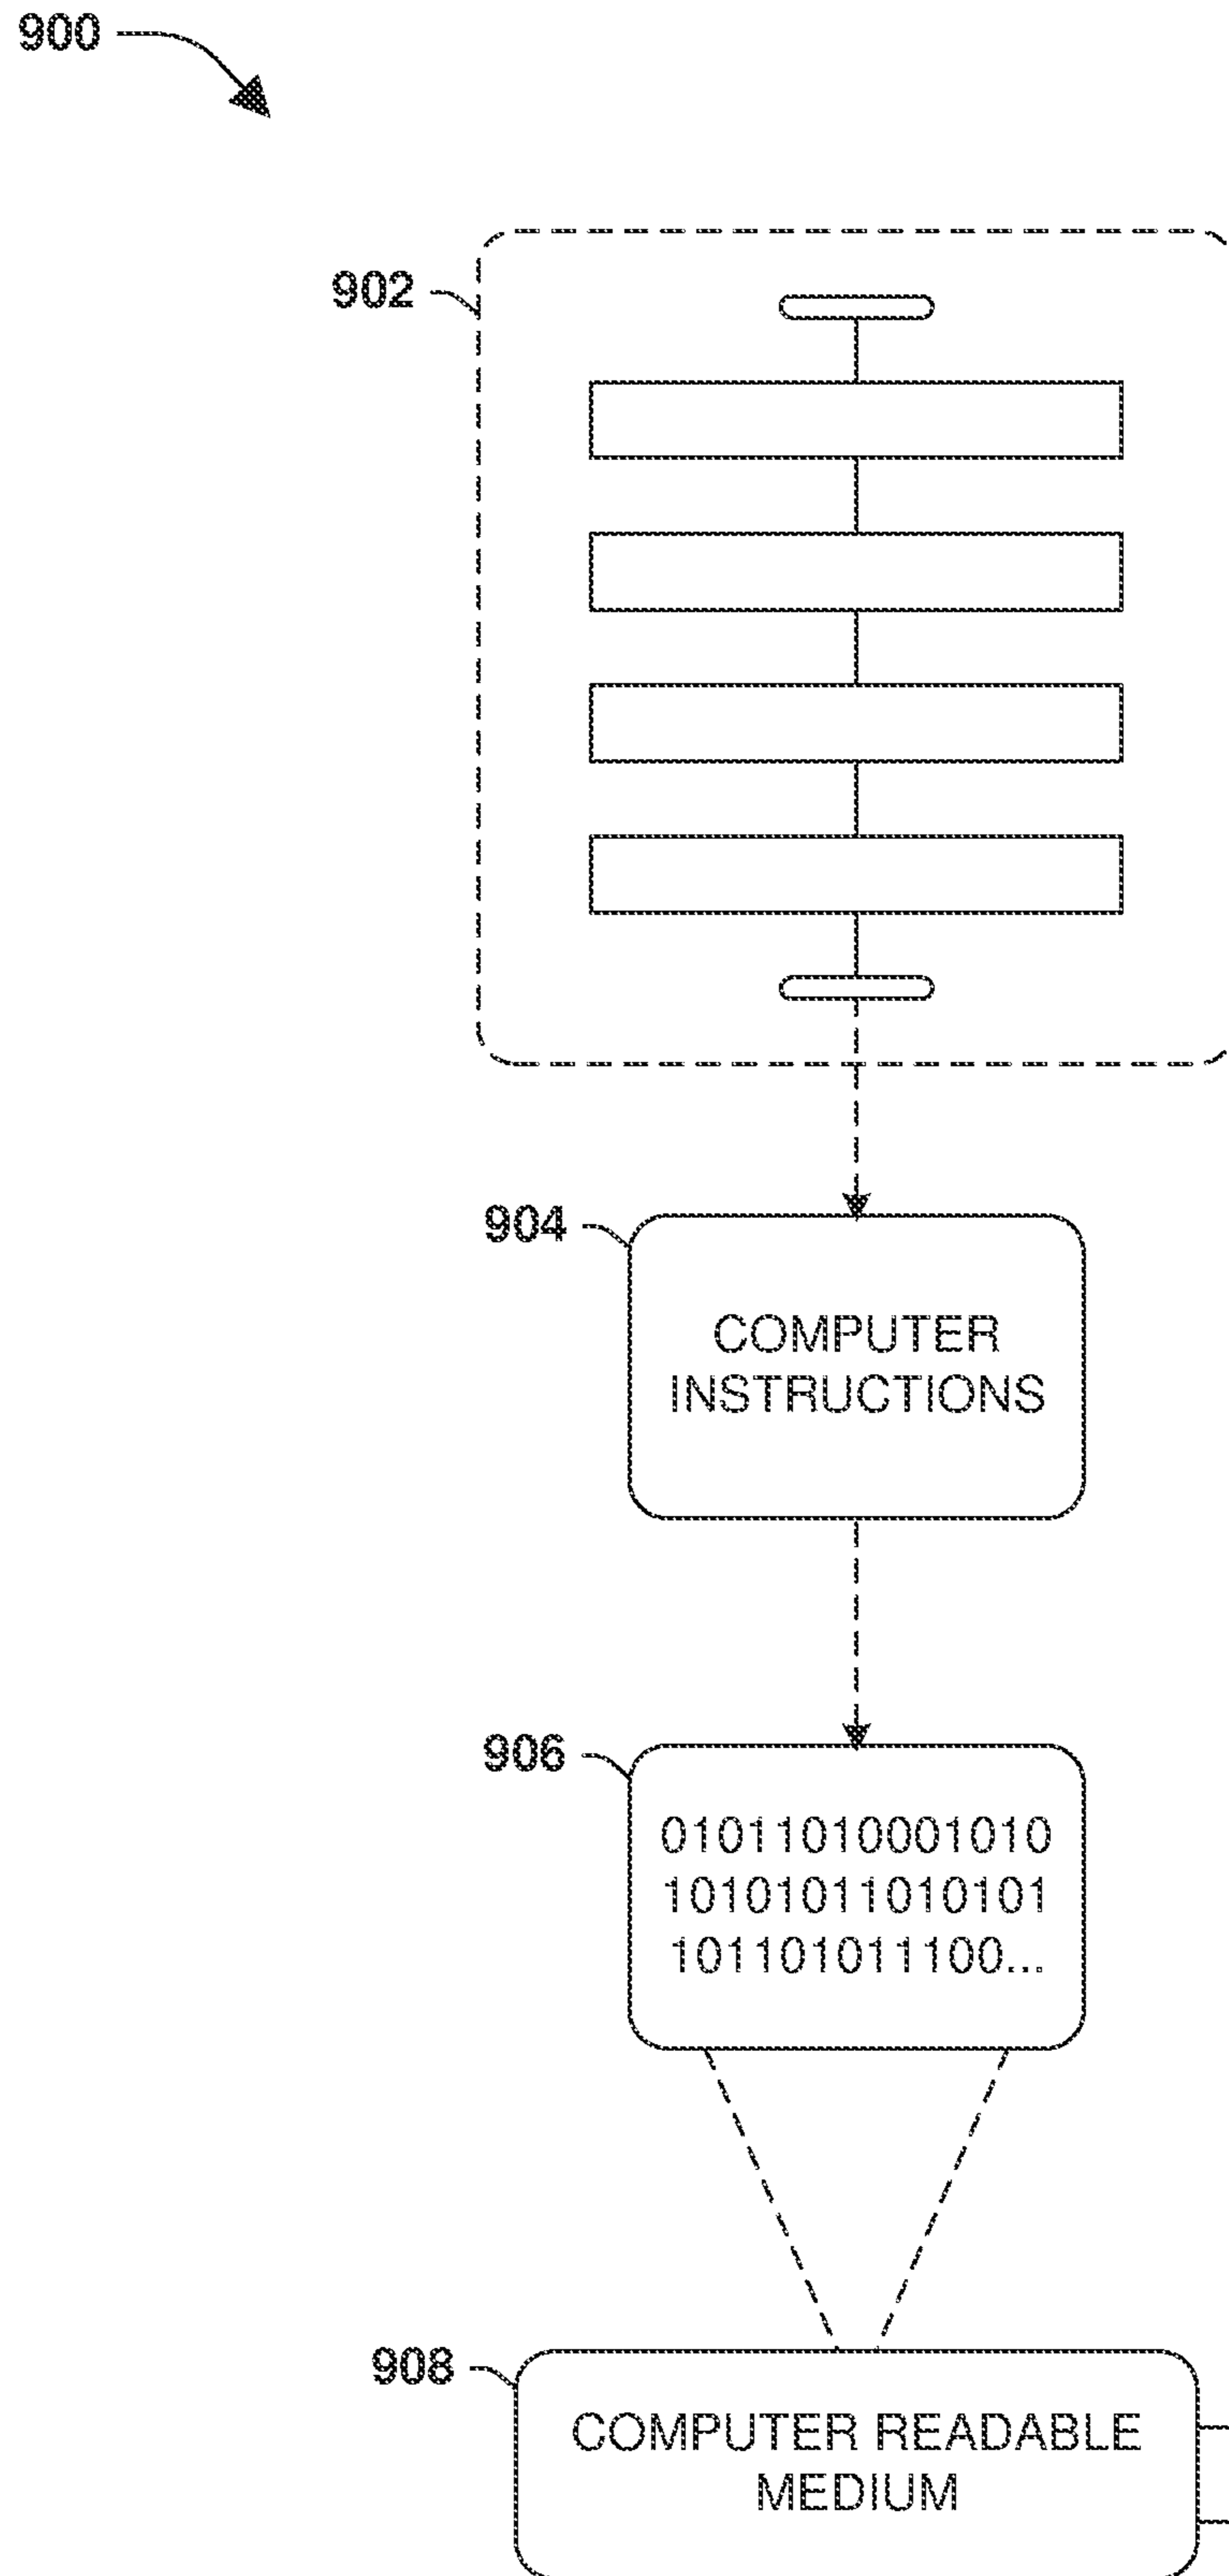 900
902
904
COMPUTER
INSTRUCTIONS
906
01011010001010
10101011010101
101101011100...
908
COMPUTER READABLE
MEDIUM